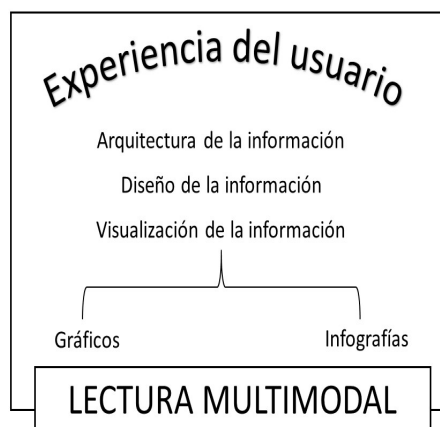 Experiencia del usuario
Arquitectura de la información
Diseño de la información
Visualización de la información
Gráficos Infografías
LECTURA MULTIMODAL